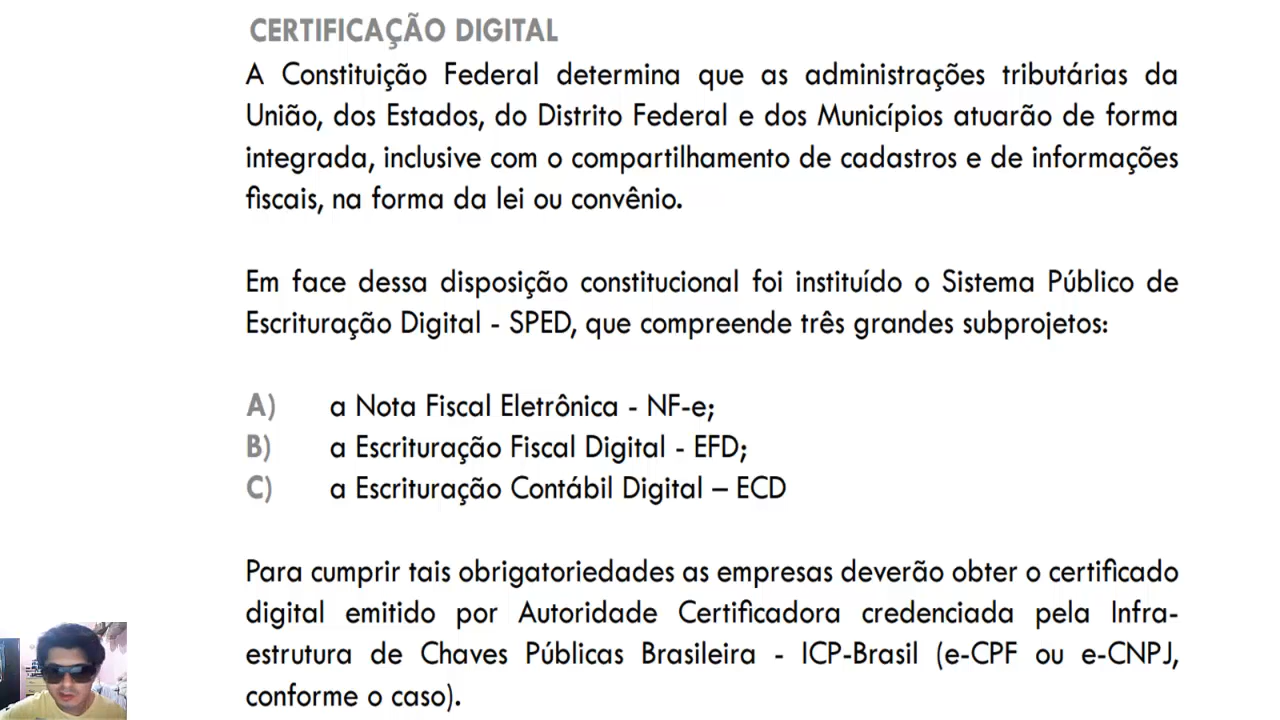 CERTIFICAÇÃO DIGITAL
A Constituição Federal determina que as administrações tributárias da
União, dos Estados, do Distrito Federal e dos Municípios atuarão de forma
integrada, inclusive com o compartilhamento de cadastros e de informações
fiscais, na forma da lei ou convênio.
Em face dessa disposição constitucional foi instituído o Sistema Público de
Escrituração Digital - SPED, que compreende três grandes subprojetos:
A) a Nota Fiscal Eletrônica - NF-e;
B) a Escrituração Fiscal Digital - EFD;
C) a Escrituração Contábil Digital – ECD
Para cumprir tais obrigatoriedades as empresas deverão obter o certificado
digital emitido por Autoridade Certificadora credenciada pela Infra-
estrutura de Chaves Públicas Brasileira - ICP-Brasil (e-CPF ou e-CNPJ,
conforme o caso).